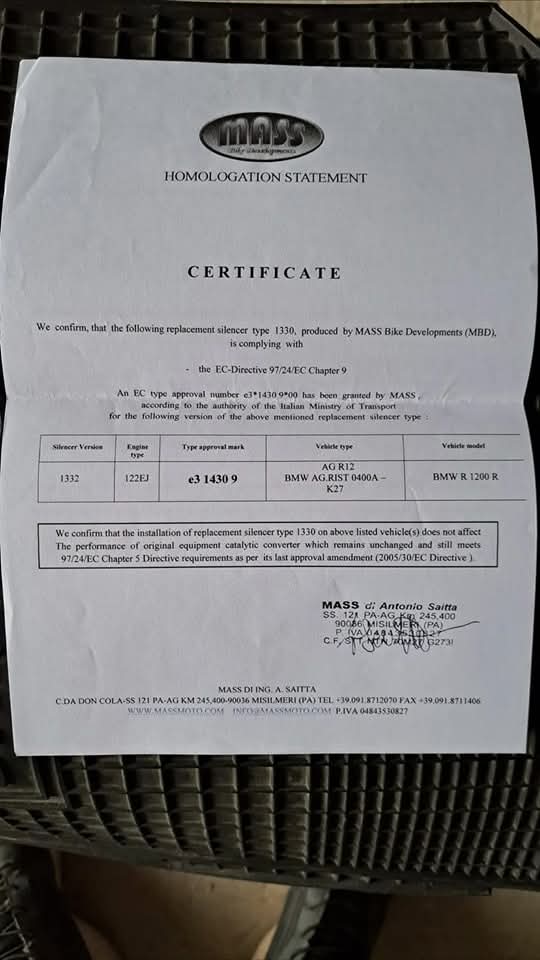 MASS
Bike Developments
HOMOLOGATION STATEMENT
CERTIFICATE
We confirm, that the following replacement silencer type 1330, produced by MASS Bike Developments (MBD),
is complying with
- the EC-Directive 97/24/EC Chapter 9
An EC type approval number e3*1430 9*00 has been granted by MASS ,
according to the authority of the Italian Ministry of Transport
for the following version of the above mentioned replacement silencer type :
Silencer Version Engine type Type approval mark Vehicle type Vehicle model
1332 122EJ e3 1430 9 AG R12 BMW AG.RIST 0400A – K27 BMW R 1200 R
We confirm that the installation of replacement silencer type 1330 on above listed vehicle(s) does not affect
The performance of original equipment catalytic converter which remains unchanged and still meets
97/24/EC Chapter 5 Directive requirements as per its last approval amendment (2005/30/EC Directive ).
MASS di Antonio Saitta
SS. 121 PA-AG Km 245,400
90036 MISILMERI (PA)
P. IVA 04843530827
C.F. STT
MASS DI ING. A. SAITTA
C.DA DON COLA-SS 121 PA-AG KM 245,400-90036 MISILMERI (PA) TEL +39.091.8712070 FAX +39.091.8711406
WWW.MASSMOTO.COM INFO@MASSMOTO.COM P.IVA 04843530827